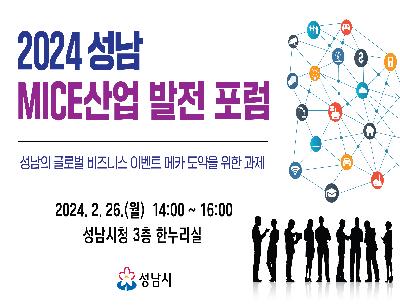 2024 성남
MICE산업 발전 포럼
성남의 글로벌 비즈니스 이벤트 메카 도약을 위한 과제
2024. 2. 26.(월) 14:00 ~ 16:00
성남시청 3층 한누리실
성남시